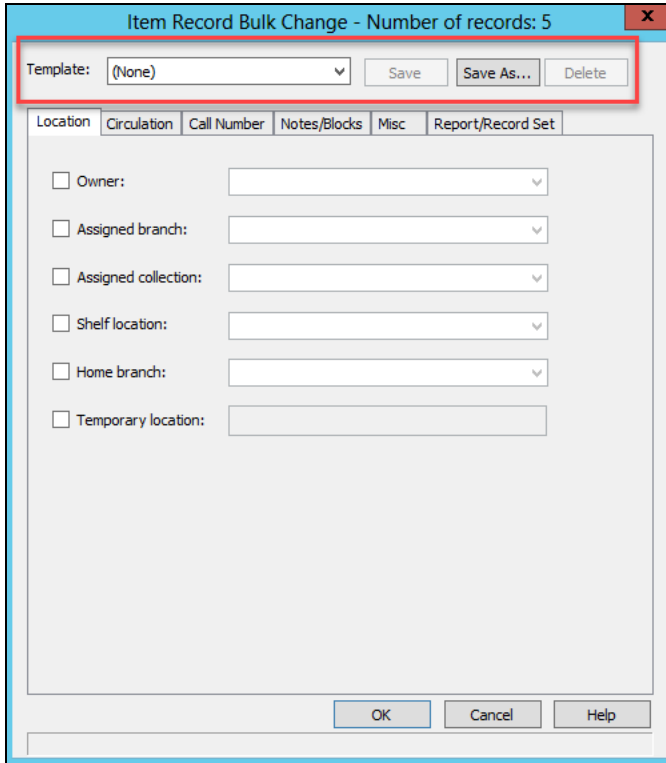 Item Record Bulk Change - Number of records: 5
x
Template: (None) Save Save As... Delete
Location Circulation Call Number Notes/Blocks Misc Report/Record Set
Owner:
Assigned branch:
Assigned collection:
Shelf location:
Home branch:
Temporary location:
OK Cancel Help